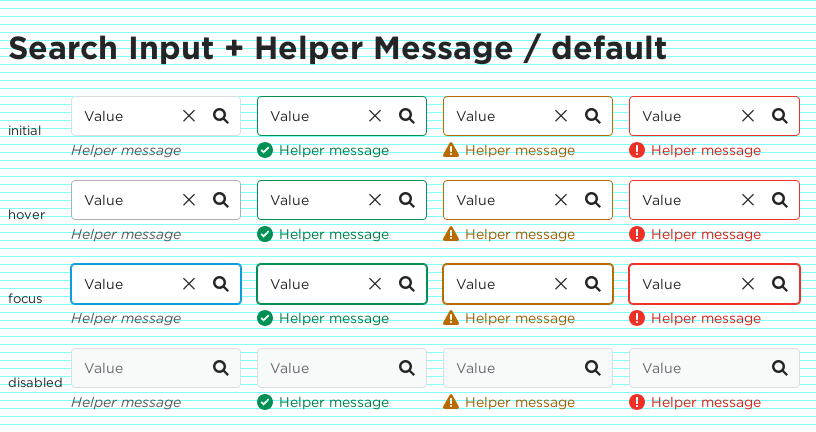 Search Input + Helper Message / default
initial Value Value Value Value
Helper message Helper message Helper message Helper message
hover Value Value Value Value
Helper message Helper message Helper message Helper message
focus Value Value Value Value
Helper message Helper message Helper message Helper message
disabled Value Value Value Value
Helper message Helper message Helper message Helper message